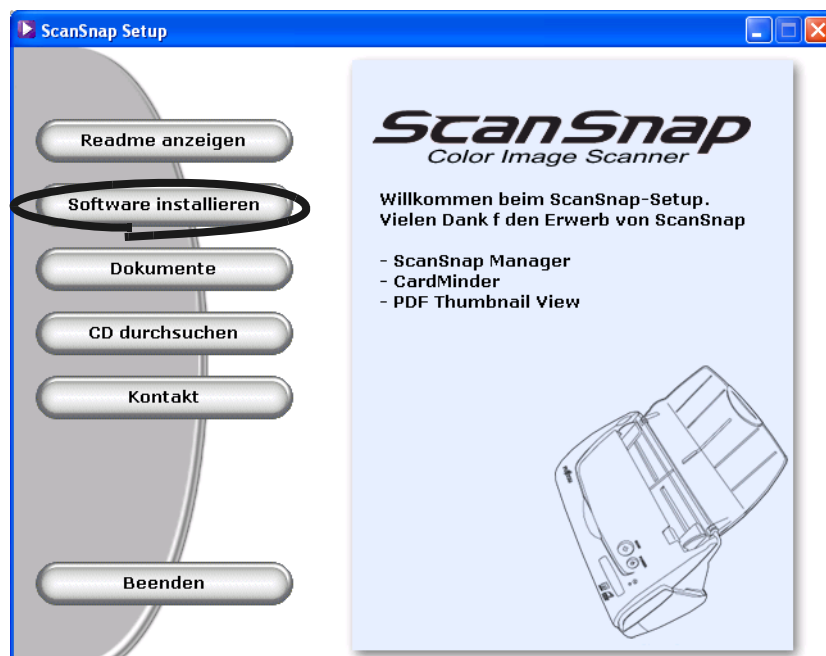 ScanSnap Setup
Readme anzeigen
Software installieren
Dokumente
CD durchsuchen
Kontakt
Beenden
ScanSnap
Color Image Scanner
Willkommen beim ScanSnap-Setup.
Vielen Dank f den Erwerb von ScanSnap
- ScanSnap Manager
- CardMinder
- PDF Thumbnail View